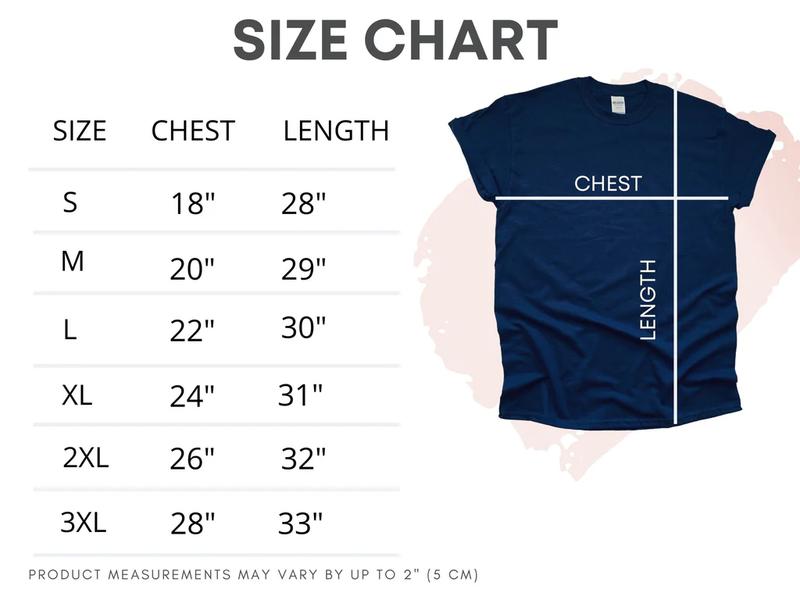 SIZE CHART
SIZE CHEST LENGTH
S 18" 28"
M 20" 29"
L 22" 30"
XL 24" 31"
2XL 26" 32"
3XL 28" 33"
CHEST
LENGTH
PRODUCT MEASUREMENTS MAY VARY BY UP TO 2" (5 CM)